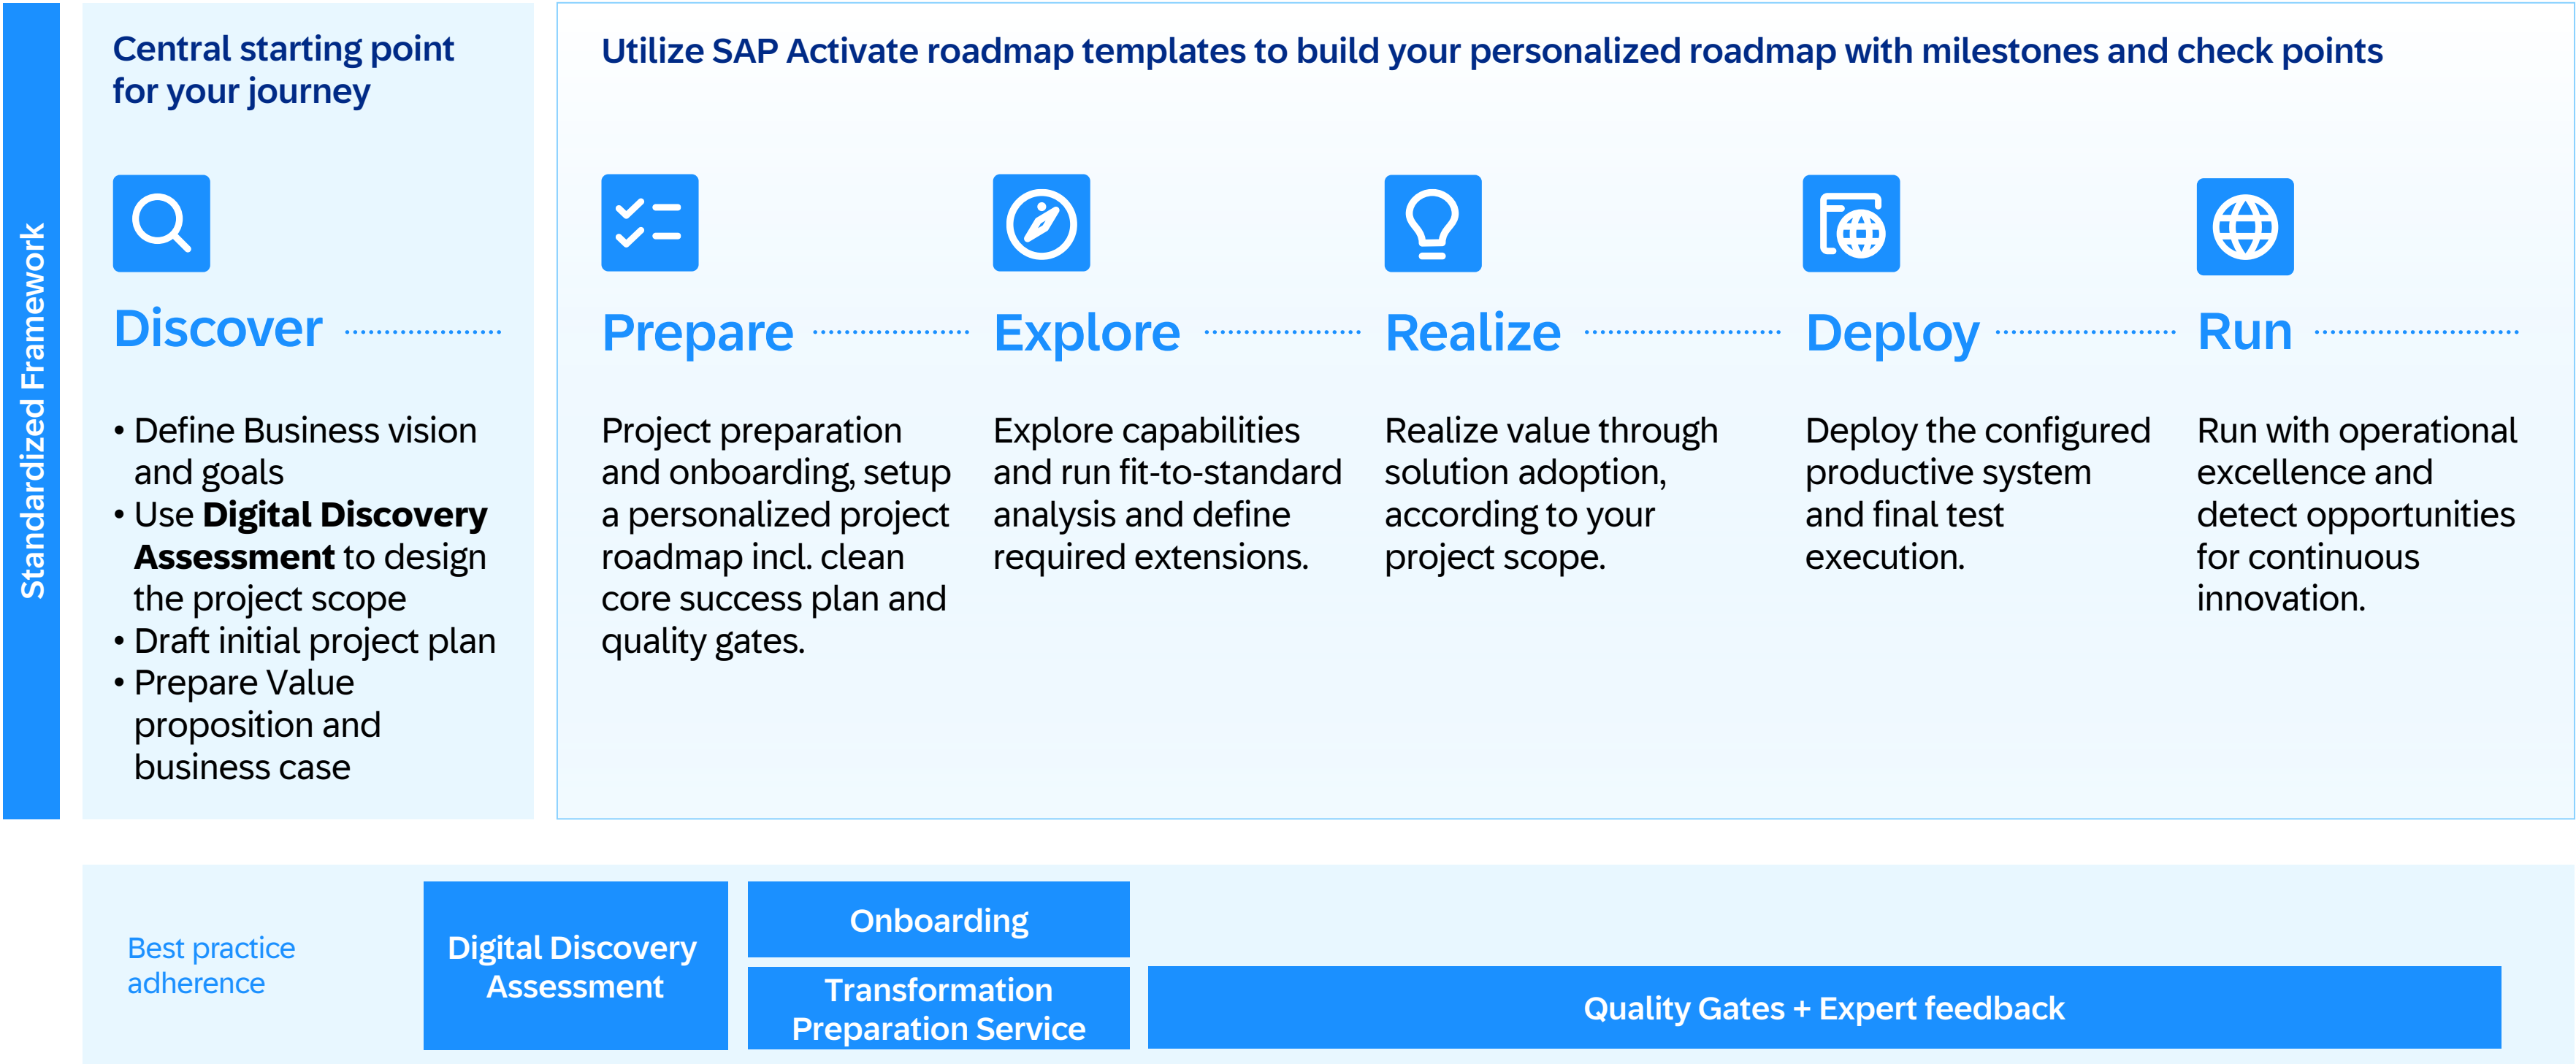 Standardized Framework
Central starting point
for your journey
Discover
• Define Business vision
and goals
• Use Digital Discovery
Assessment to design
the project scope
• Draft initial project plan
• Prepare Value
proposition and
business case
Utilize SAP Activate roadmap templates to build your personalized roadmap with milestones and check points
Prepare
Project preparation
and onboarding, setup
a personalized project
roadmap incl. clean
core success plan and
quality gates.
Explore
Explore capabilities
and run fit-to-standard
analysis and define
required extensions.
Realize
Realize value through
solution adoption,
according to your
project scope.
Deploy
Deploy the configured
productive system
and final test
execution.
Run
Run with operational
excellence and
detect opportunities
for continuous
innovation.
Best practice
adherence
Digital Discovery
Assessment
Onboarding
Transformation
Preparation Service
Quality Gates + Expert feedback